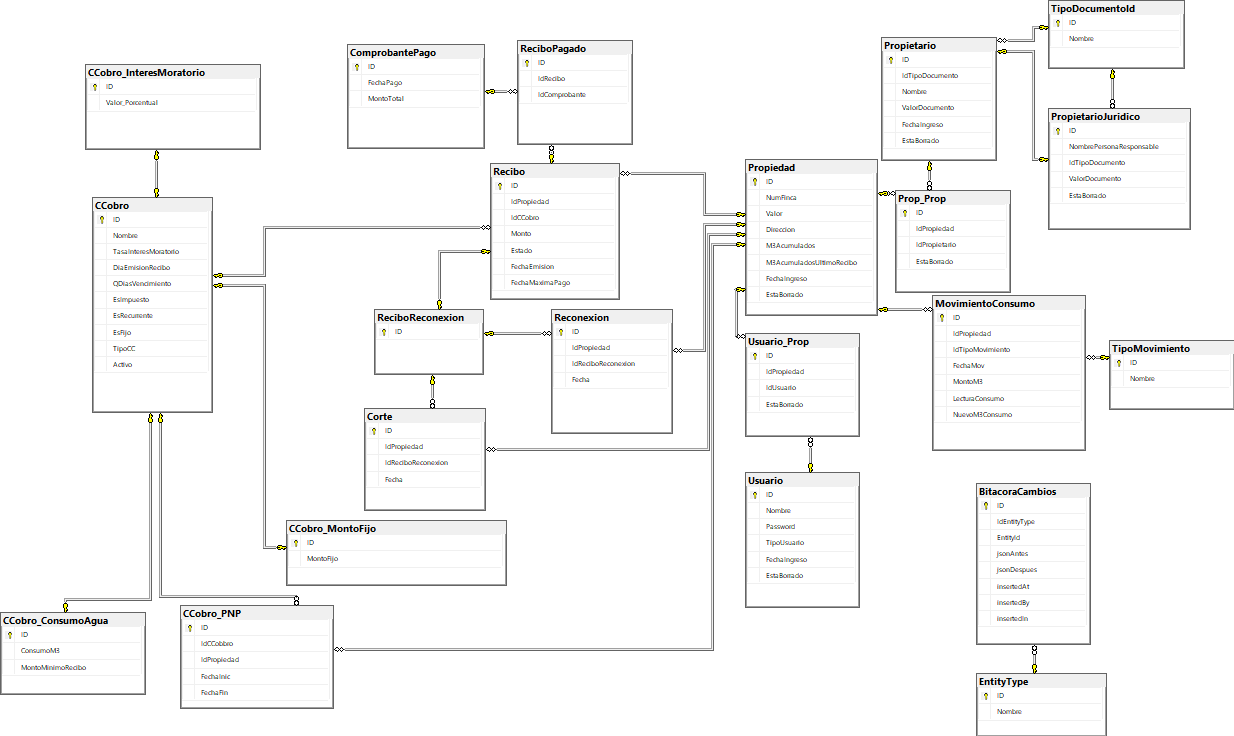 CCobro_InteresMoratorio
ID
Valor_Porcentual
ComprobantePago
ID
FechaPago
MontoTotal
ReciboPagado
ID
IdRecibo
IdComprobante
Propietario
ID
IdTipoDocumento
Nombre
ValorDocumento
FechaIngreso
EstaBorrado
TipoDocumentoId
ID
Nombre
PropietarioJuridico
ID
NombrePersonaResponsable
IdTipoDocumento
ValorDocumento
EstaBorrado
CCobro
ID
Nombre
TasaInteresMoratorio
DiaEmisionRecibo
QDiasVencimiento
EsImpuesto
EsRecurrente
EsFijo
TipoCC
Activo
Recibo
ID
IdPropiedad
IdCCobro
Monto
Estado
FechaEmision
FechaMaximaPago
Propiedad
ID
NumFinca
Valor
Direccion
M3Acumulados
M3AcumuladosUltimoRecibo
FechaIngreso
EstaBorrado
Prop_Prop
ID
IdPropiedad
IdPropietario
EstaBorrado
ReciboReconexion
ID
Reconexion
ID
IdPropiedad
IdReciboReconexion
Fecha
MovimientoConsumo
ID
IdPropiedad
IdTipoMovimiento
FechaMov
MontoM3
LecturaConsumo
NuevoM3Consumo
TipoMovimiento
ID
Nombre
Usuario_Prop
ID
IdPropiedad
IdUsuario
EstaBorrado
Corte
ID
IdPropiedad
IdReciboReconexion
Fecha
Usuario
ID
Nombre
Password
TipoUsuario
FechaIngreso
EstaBorrado
BitacoraCambios
ID
IdEntityType
EntityId
jsonAntes
jsonDespues
insertedAt
insertedBy
insertedIn
CCobro_MontoFijo
ID
MontoFijo
CCobro_ConsumoAgua
ID
ConsumoM3
MontoMinimoRecibo
CCobro_PNP
ID
IdCCobbro
IdPropiedad
FechaInic
FechaFin
EntityType
ID
Nombre